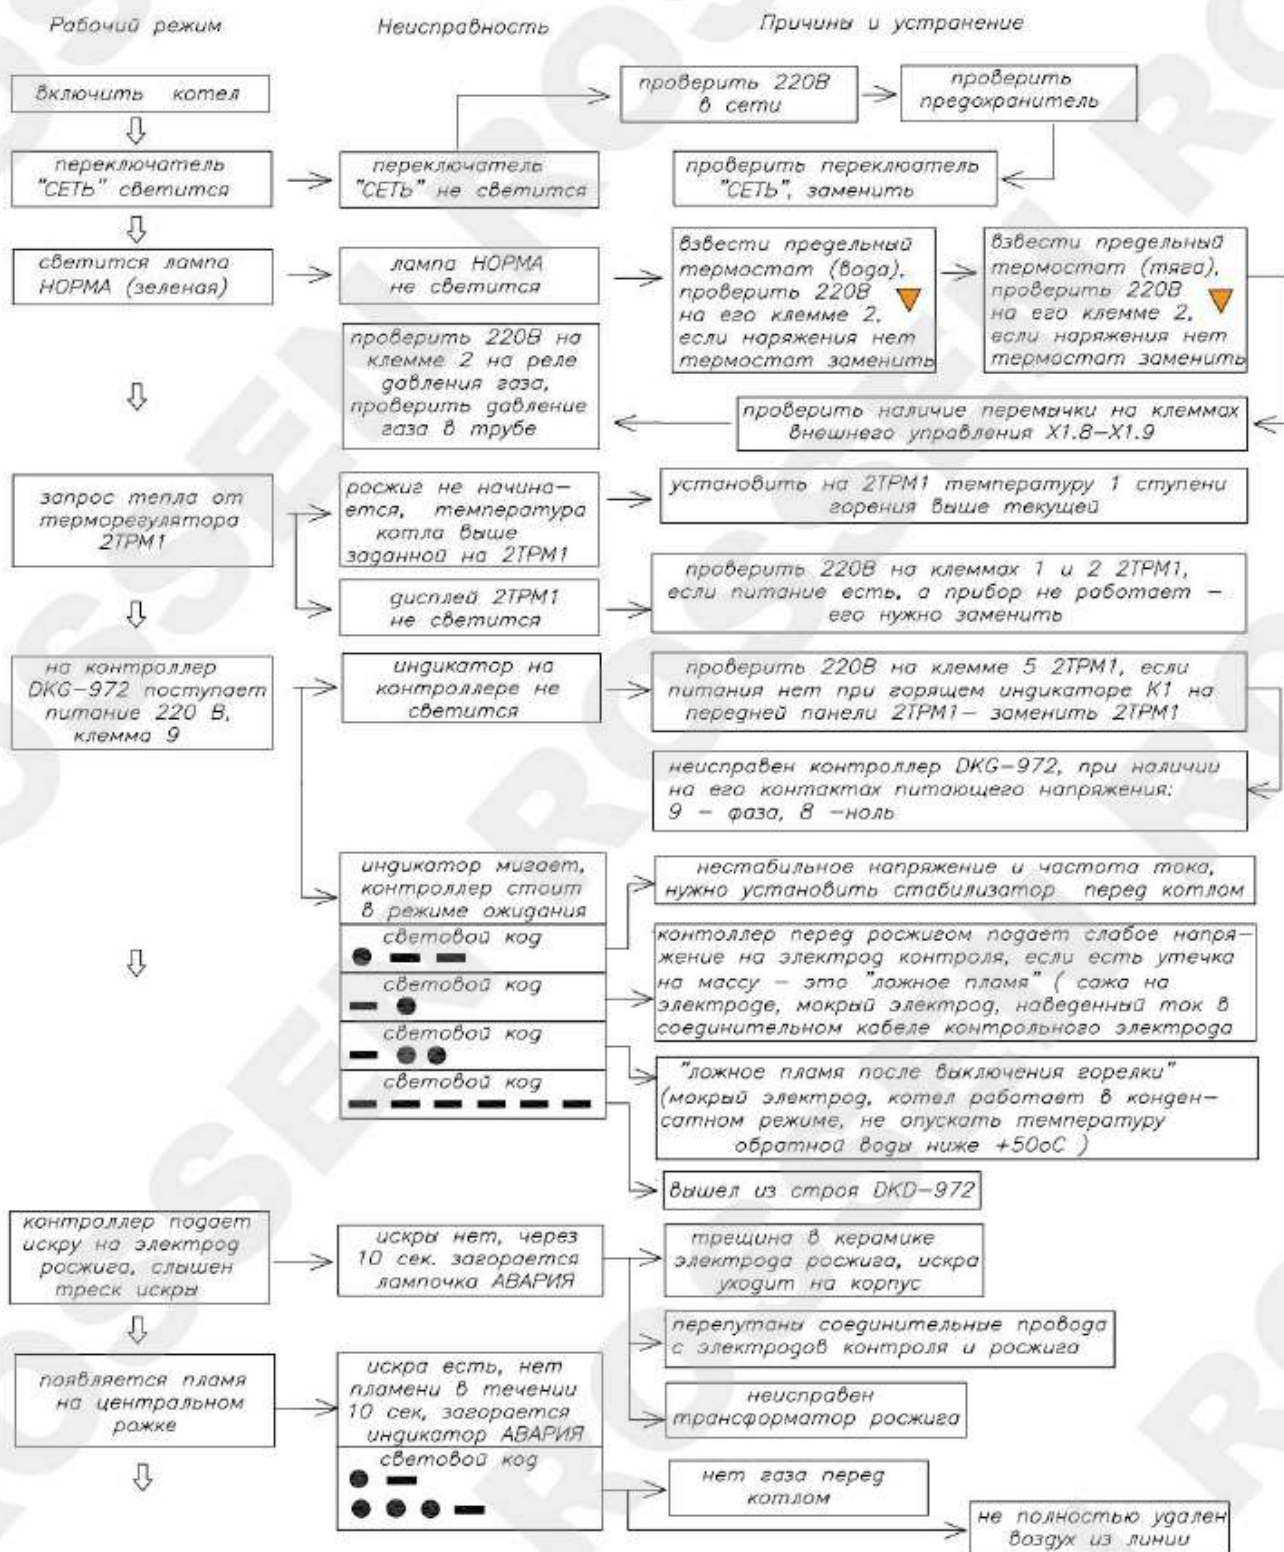 Рабочий режим
Неисправность
Причины и устранение
включить котел
проверить 220В
в сети
проверить
предохранитель
переключатель
"СЕТЬ" светится
переключатель
"СЕТЬ" не светится
проверить переклюатель
"СЕТЬ", заменить
светится лампа
НОРМА (зеленая)
лампа НОРМА
не светится
взвести предельный
термостат (вода),
проверить 220В
на его клемме 2,
если наряжения нет
термостат заменить
взвести предельный
термостат (тяга),
проверить 220В
на его клемме 2,
если наряжения нет
термостат заменить
проверить 220В на
клемме 2 на реле
давления газа,
проверить давление
газа в трубе
проверить наличие перемычки на клеммах
внешнего управления Х1.8–Х1.9
запрос тепла от
терморегулятора
2ТРМ1
росжиг не начина–
ется, температура
котла выше
заданной на 2ТРМ1
установить на 2ТРМ1 температуру 1 ступени
горения выше текущей
дисплей 2ТРМ1
не светится
проверить 220В на клеммах 1 и 2 2ТРМ1,
если питание есть, а прибор не работает –
его нужно заменить
на контроллер
DKG–972 поступает
питание 220 В,
клемма 9
индикатор на
контроллере не
светится
проверить 220В на клемме 5 2ТРМ1, если
питания нет при горящем индикаторе К1 на
передней панели 2ТРМ1– заменить 2ТРМ1
неисправен контроллер DKG–972, при наличии
на его контактах питающего напряжения:
9 – фаза, 8 –ноль
индикатор мигает,
контроллер стоит
в режиме ожидания
световой код
нестабильное напряжение и частота тока,
нужно установить стабилизатор перед котлом
световой код
контоллер перед росжигом подает слабое напря–
жение на электрод контроля, если есть утечка
на массу – это "ложное пламя" ( сажа на
электроде, мокрый электрод, наведенный ток в
соединительном кабеле контрольного электрода
световой код
"ложное пламя после выключения горелки"
(мокрый электрод, котел работает в конден–
сатном режиме, не опускать температуру
обратной воды ниже +50оС )
световой код
вышел из строя DKD–972
контроллер подает
искру на электрод
росжига, слышен
треск искры
искры нет, через
10 сек. загорается
лампочка АВАРИЯ
трещина в керамике
электрода росжига, искра
уходит на корпус
перепутаны соединительные провода
с электродов контроля и росжига
неисправен
трансформатор росжига
появляется пламя
на центральном
рожке
искра есть, нет
пламени в течении
10 сек, загорается
индикатор АВАРИЯ
световой код
нет газа перед
котлом
не полностью удален
воздух из линии
ROSSEN